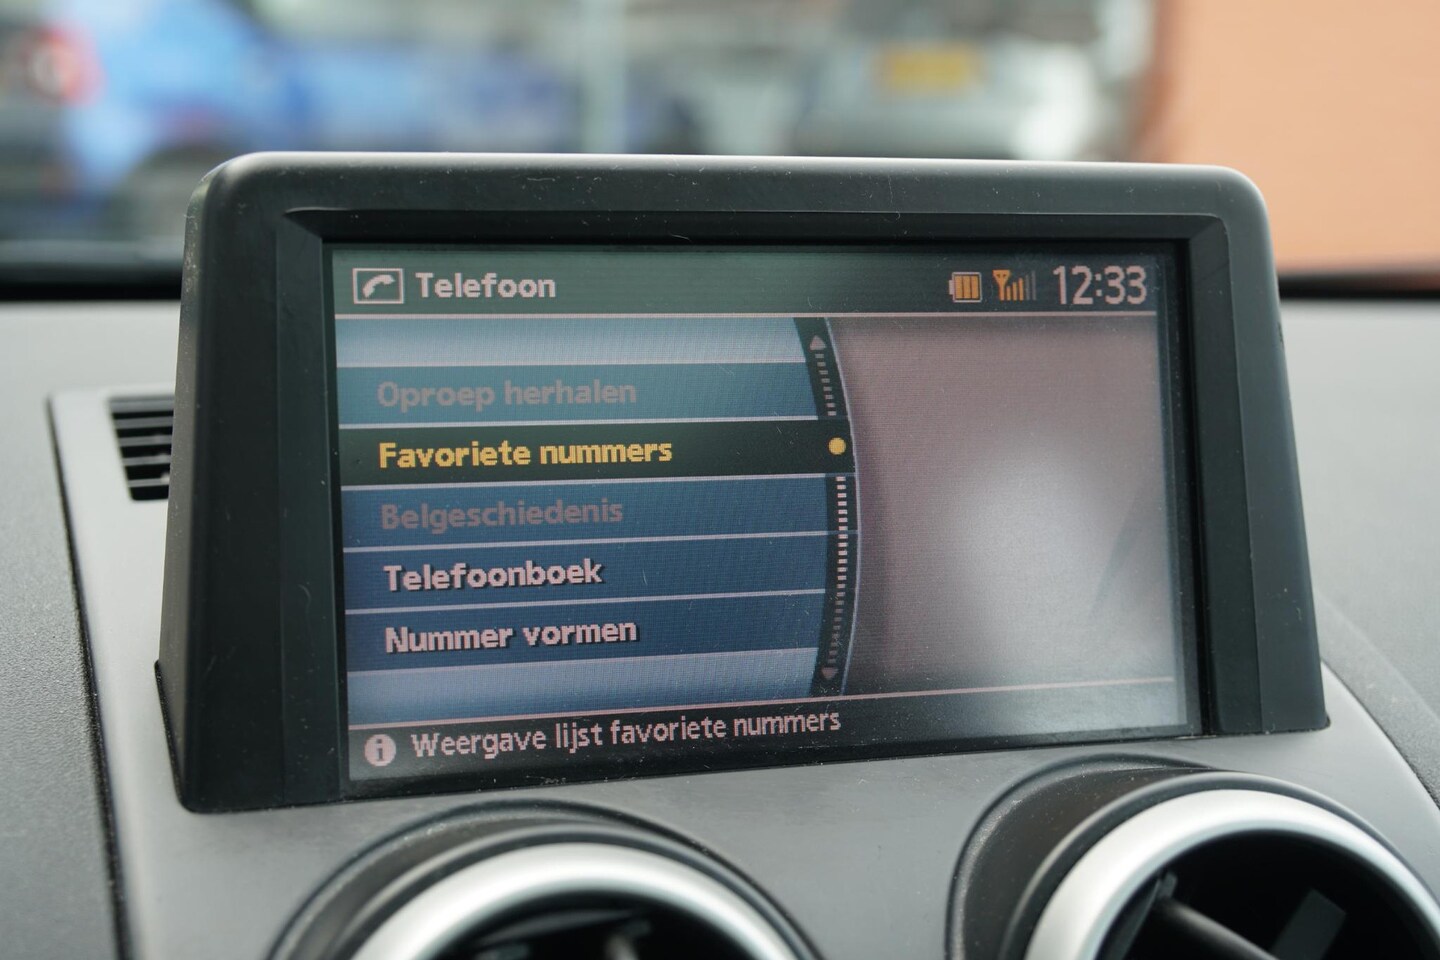 Telefoon
12:33
Oproep herhalen
Favoriete nummers
Belgeschiedenis
Telefoonboek
Nummer vormen
Weergave lijst favoriete nummers